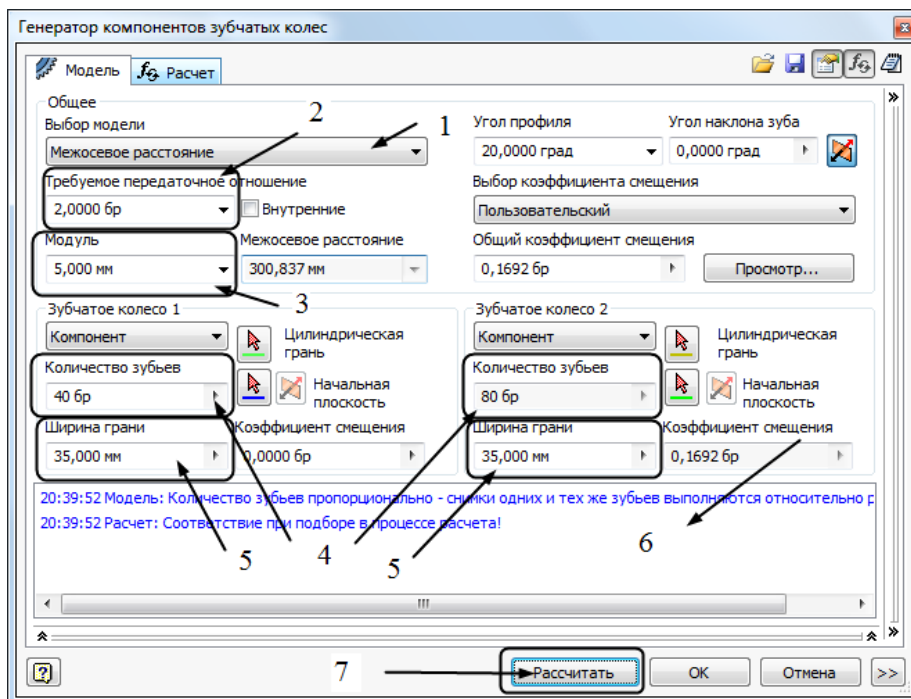 Генератор компонентов зубчатых колес
Модель
Расчет
Общее
2
Выбор модели
1
Угол профиля
Угол наклона зуба
Межосевое расстояние
20,0000 град
0,0000 град
Требуемое передаточное отношение
Выбор коэффициента смещения
2,0000 бр
Внутренние
Пользовательский
Модуль
Межосевое расстояние
Общий коэффициент смещения
5,000 мм
300,837 мм
0,1692 бр
Просмотр...
3
Зубчатое колесо 1
Зубчатое колесо 2
Компонент
Цилиндрическая
грань
Компонент
Цилиндрическая
грань
Количество зубьев
Количество зубьев
40 бр
Начальная
плоскость
80 бр
Начальная
плоскость
Ширина грани
Коэффициент смещения
Ширина грани
Коэффициент смещения
35,000 мм
0,0000 бр
35,000 мм
0,1692 бр
20:39:52 Модель: Количество зубьев пропорционально - снимки одних и тех же зубьев выполняются относительно р
20:39:52 Расчет: Соответствие при подборе в процессе расчета!
5
4
5
6
7
Рассчитать
ОК
Отмена
>>